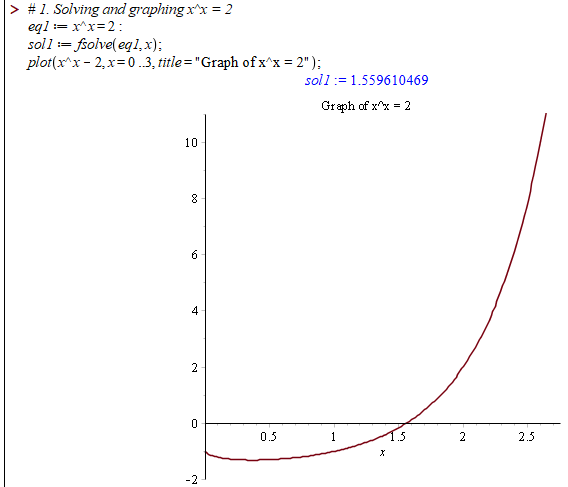 > # 1. Solving and graphing x^x = 2
eq1 := x^x=2 :
sol1 := fsolve(eq1, x);
plot(x^x − 2, x=0 ..3, title="Graph of x^x = 2");
sol1 := 1.559610469
Graph of x^x = 2
10
8
6
4
2
0
0.5 1 1.5 2 2.5
x
-2